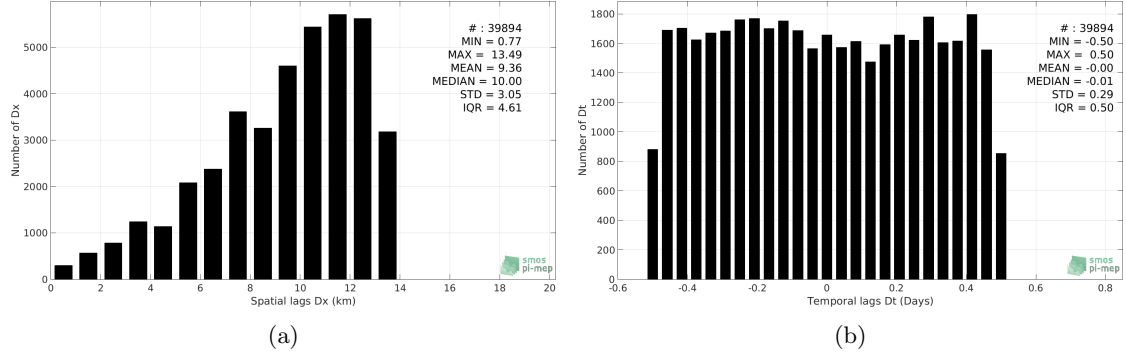 5000
4000
3000
2000
1000
0
Number of Dx
# : 39894
MIN = 0.77
MAX = 13.49
MEAN = 9.36
MEDIAN = 10.00
STD = 3.05
IQR = 4.61
smos
pi-mep
0 2 4 6 8 10 12 14 16 18 20
Spatial lags Dx (km)
(a)
1800
1600
1400
1200
1000
800
600
400
200
0
Number of Dt
# : 39894
MIN = -0.50
MAX = 0.50
MEAN = -0.00
MEDIAN = -0.01
STD = 0.29
IQR = 0.50
smos
pi-mep
-0.6 -0.4 -0.2 0 0.2 0.4 0.6 0.8
Temporal lags Dt (Days)
(b)